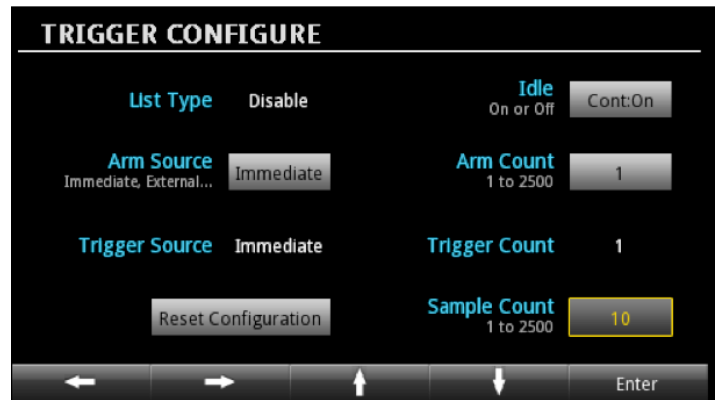 TRIGGER CONFIGURE
List Type Disable
Idle
On or Off
Cont:On
Arm Source
Immediate, External...
Immediate
Arm Count
1 to 2500
1
Trigger Source Immediate
Trigger Count 1
Reset Configuration
Sample Count
1 to 2500
10
Enter